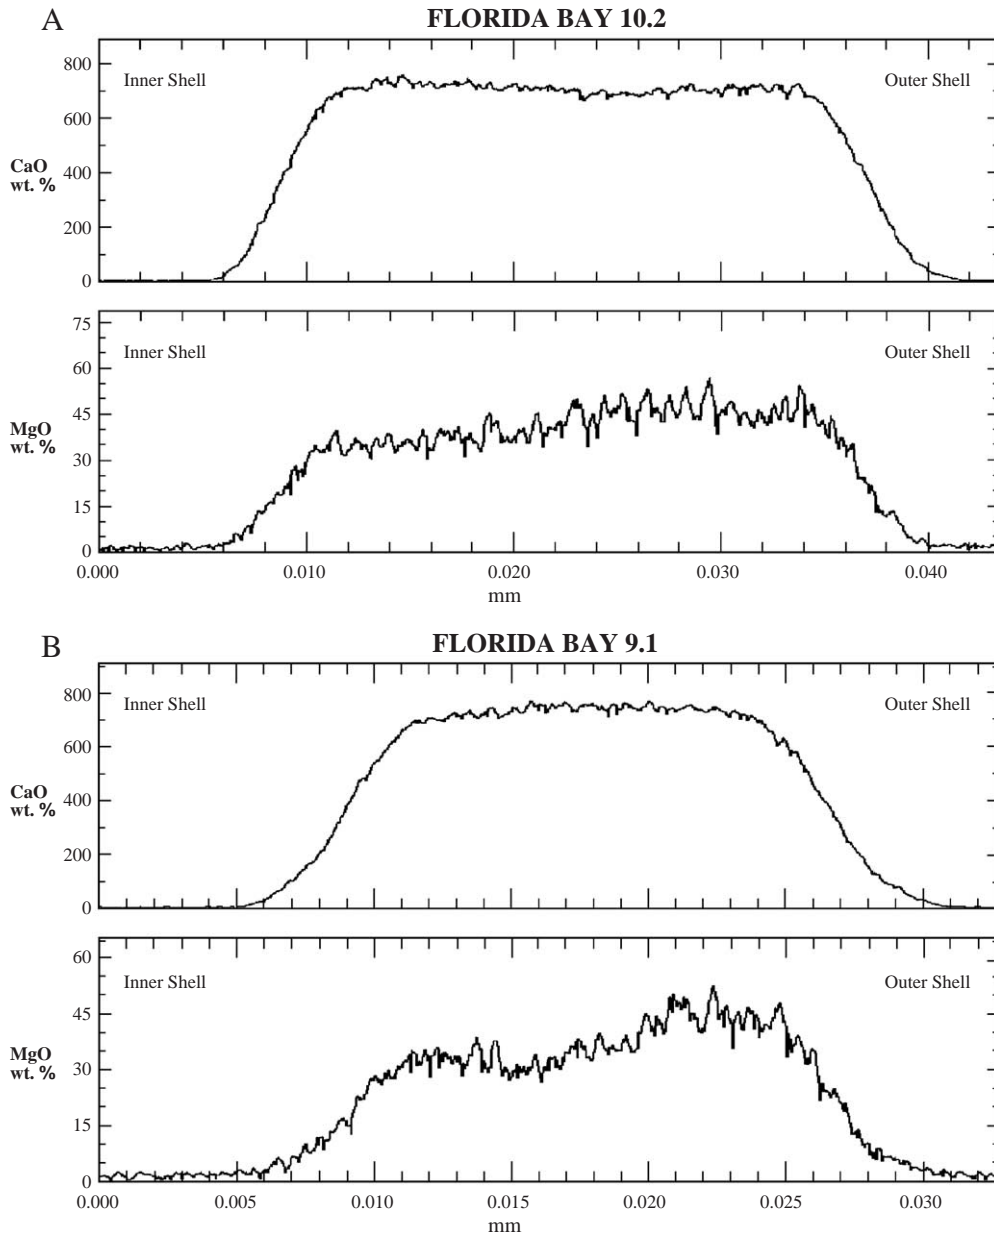 A
FLORIDA BAY 10.2
800
600
400
200
0
CaO
wt. %
Inner Shell
Outer Shell
75
60
45
30
15
0
MgO
wt. %
Inner Shell
Outer Shell
0.000 0.010 0.020 0.030 0.040
mm
B
FLORIDA BAY 9.1
800
600
400
200
0
CaO
wt. %
Inner Shell
Outer Shell
60
45
30
15
0
MgO
wt. %
Inner Shell
Outer Shell
0.000 0.005 0.010 0.015 0.020 0.025 0.030
mm